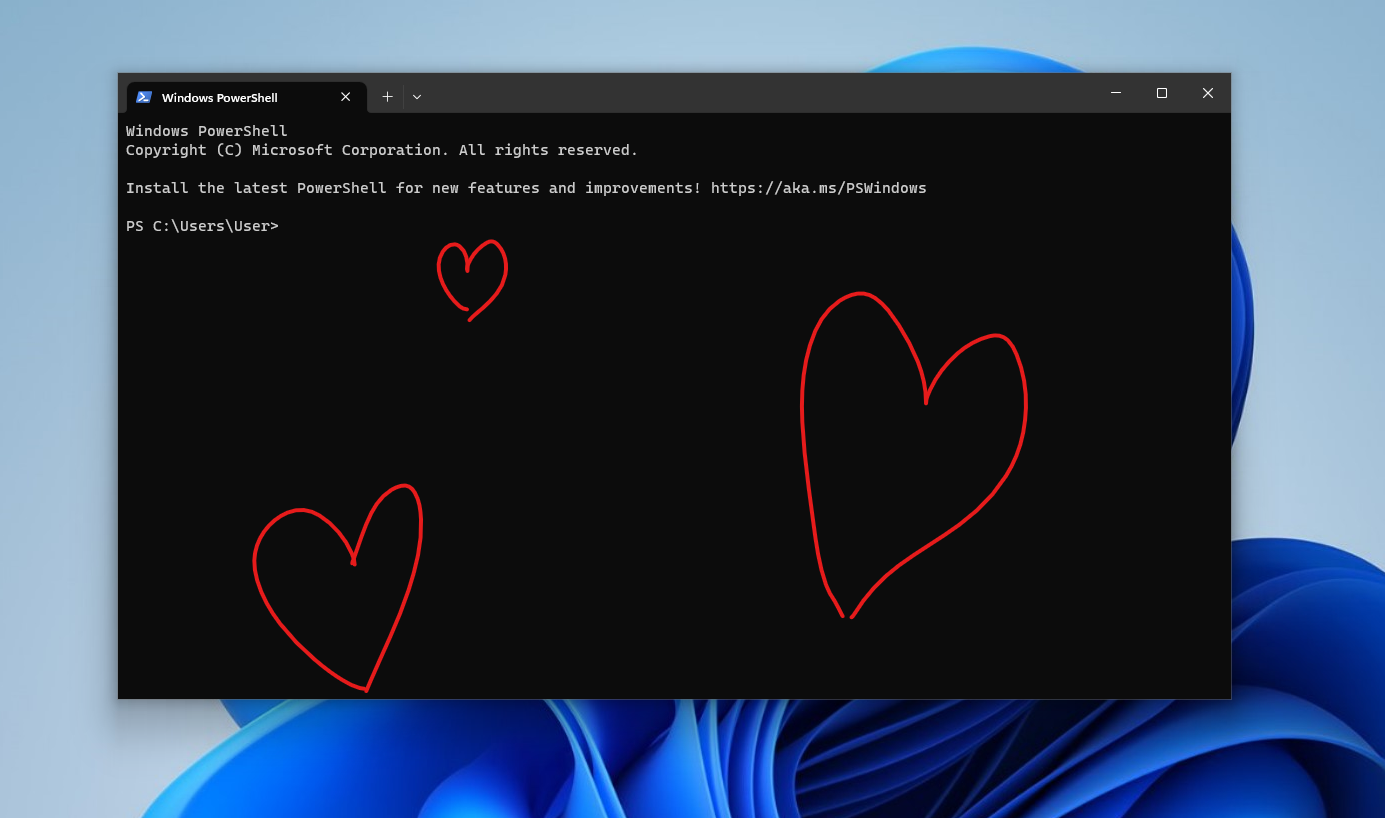 Windows PowerShell
Windows PowerShell
Copyright (C) Microsoft Corporation. All rights reserved.
Install the latest PowerShell for new features and improvements! https://aka.ms/PSWindows
PS C:\Users\User>